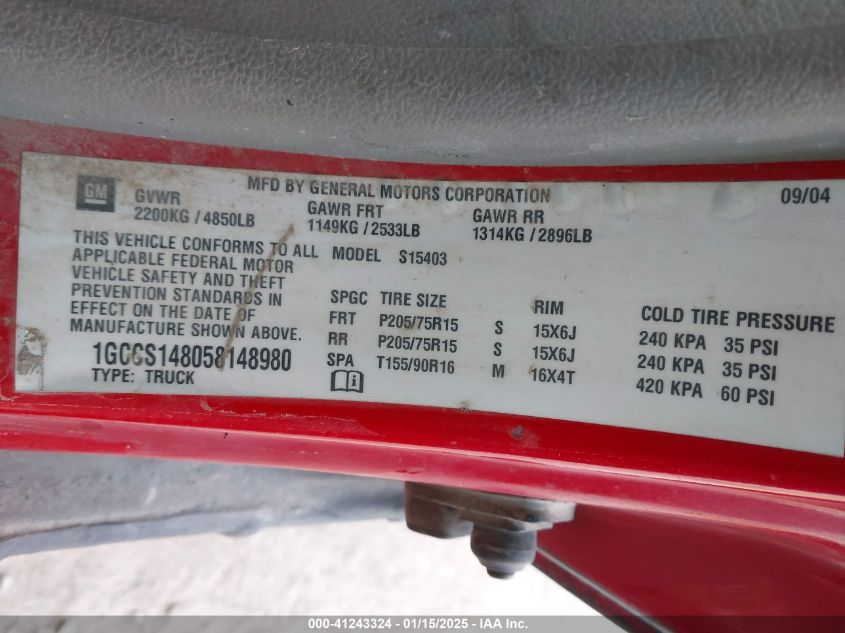 MFD BY GENERAL MOTORS CORPORATION 09/04
GM
GVWR GAWR FRT GAWR RR
2200KG / 4850LB 1149KG / 2533LB 1314KG / 2896LB
THIS VEHICLE CONFORMS TO ALL
APPLICABLE FEDERAL MOTOR
VEHICLE SAFETY AND THEFT
PREVENTION STANDARDS IN
EFFECT ON THE DATE OF
MANUFACTURE SHOWN ABOVE.
1GCCS148058148980
TYPE: TRUCK
MODEL S15403
SPGC TIRE SIZE RIM COLD TIRE PRESSURE
FRT P205/75R15 S 15X6J 240 KPA 35 PSI
RR P205/75R15 S 15X6J 240 KPA 35 PSI
SPA T155/90R16 M 16X4T 420 KPA 60 PSI
000-41243324 - 01/15/2025 - IAA Holdings, LLC.